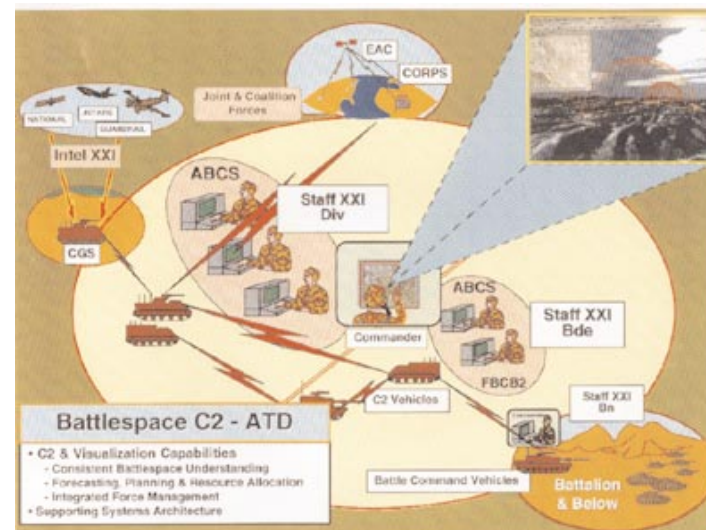 EAC
CORPS
Joint & Coalition
Forces
NATIONAL
GUARDRAIL
Intel XXI
CGS
ABCS
Staff XXI
Div
Commander
ABCS
FBCB2
Staff XXI
Bde
C2 Vehicles
Staff XXI
Bn
Battle Command Vehicles
Battalion
& Below
Battlespace C2 - ATD
• C2 & Visualization Capabilities
- Consistent Battlespace Understanding
- Forecasting, Planning & Resource Allocation
- Integrated Force Management
• Supporting Systems Architecture